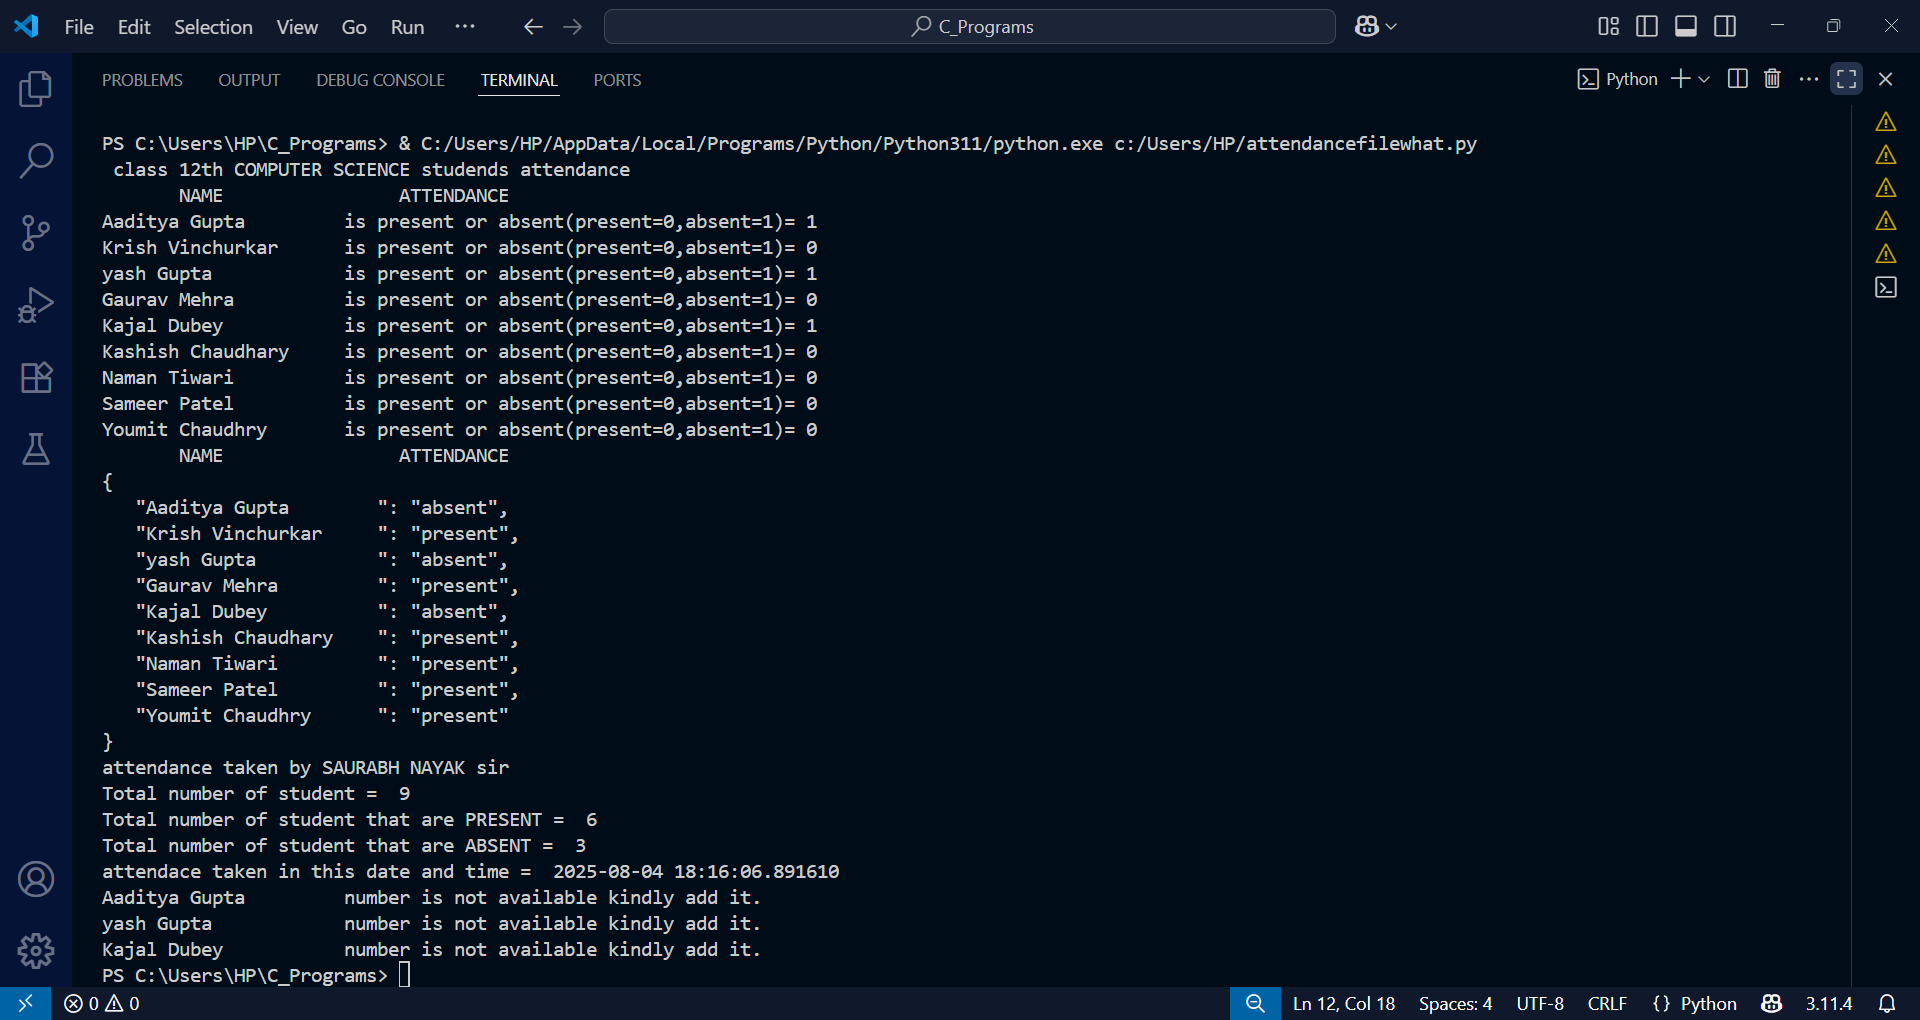 File Edit Selection View Go Run ··· C_Programs
PROBLEMS OUTPUT DEBUG CONSOLE TERMINAL PORTS Python
PS C:\Users\HP\C_Programs> & C:/Users/HP/AppData/Local/Programs/Python/Python311/python.exe c:/Users/HP/attendancefilewhat.py
class 12th COMPUTER SCIENCE studends attendance
NAME ATTENDANCE
Aaditya Gupta is present or absent(present=0,absent=1)= 1
Krish Vinchurkar is present or absent(present=0,absent=1)= 0
yash Gupta is present or absent(present=0,absent=1)= 1
Gaurav Mehra is present or absent(present=0,absent=1)= 0
Kajal Dubey is present or absent(present=0,absent=1)= 1
Kashish Chaudhary is present or absent(present=0,absent=1)= 0
Naman Tiwari is present or absent(present=0,absent=1)= 0
Sameer Patel is present or absent(present=0,absent=1)= 0
Youmit Chaudhry is present or absent(present=0,absent=1)= 0
NAME ATTENDANCE
{
"Aaditya Gupta ": "absent",
"Krish Vinchurkar ": "present",
"yash Gupta ": "absent",
"Gaurav Mehra ": "present",
"Kajal Dubey ": "absent",
"Kashish Chaudhary ": "present",
"Naman Tiwari ": "present",
"Sameer Patel ": "present",
"Youmit Chaudhry ": "present"
}
attendance taken by SAURABH NAYAK sir
Total number of student =  9
Total number of student that are PRESENT =  6
Total number of student that are ABSENT =  3
attendace taken in this date and time =  2025-08-04 18:16:06.891610
Aaditya Gupta number is not available kindly add it.
yash Gupta number is not available kindly add it.
Kajal Dubey number is not available kindly add it.
PS C:\Users\HP\C_Programs>
0 0 Ln 12, Col 18 Spaces: 4 UTF-8 CRLF {} Python 3.11.4